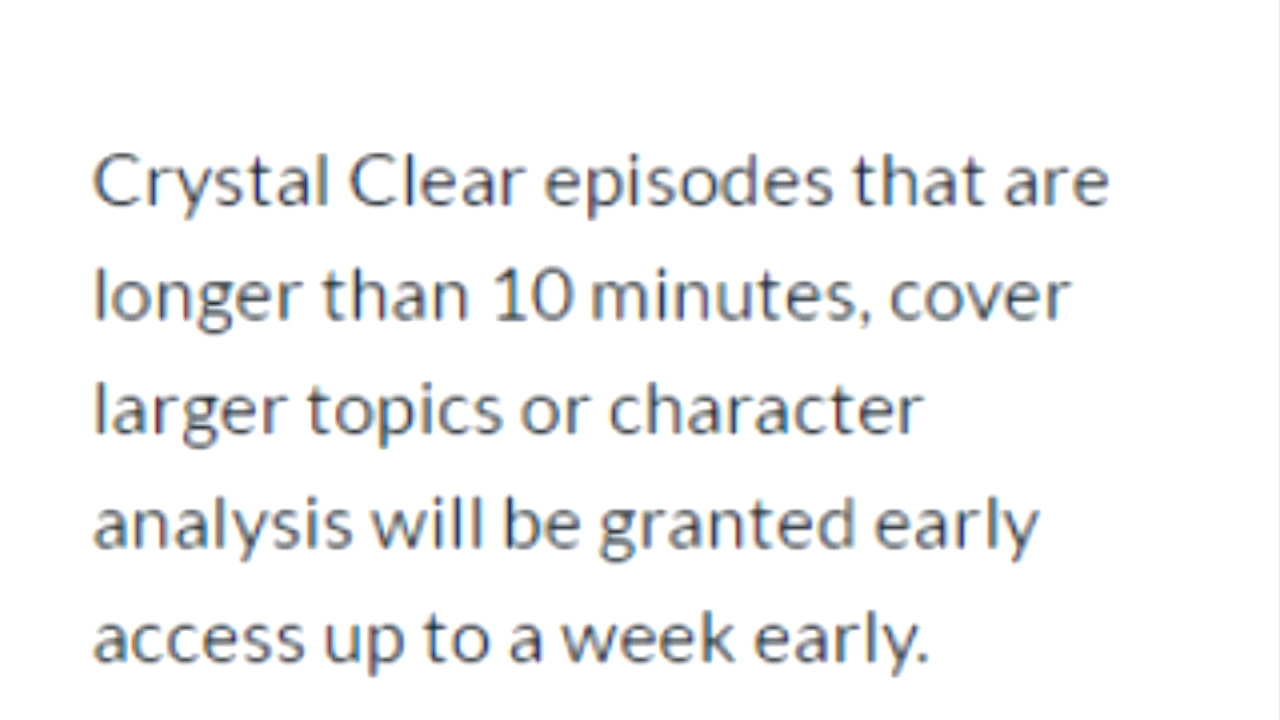 Crystal Clear episodes that are
longer than 10 minutes, cover
larger topics or character
analysis will be granted early
access up to a week early.